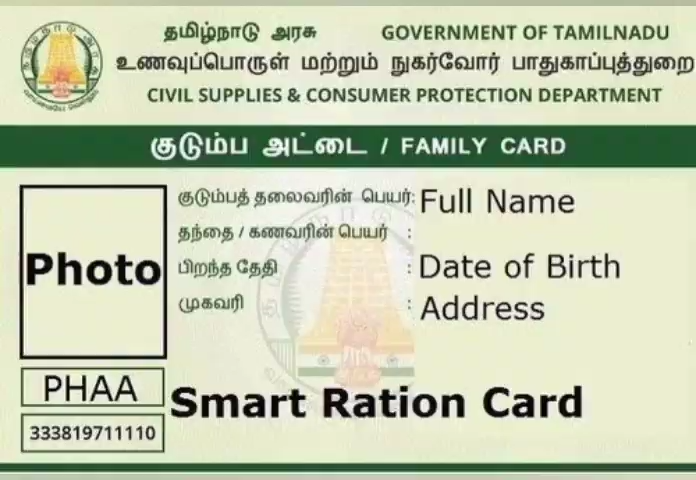 தமிழ்நாடு அரசு GOVERNMENT OF TAMILNADU
உணவுப்பொருள் மற்றும் நுகர்வோர் பாதுகாப்புத்துறை
CIVIL SUPPLIES & CONSUMER PROTECTION DEPARTMENT
குடும்ப அட்டை / FAMILY CARD
குடும்பத் தலைவரின் பெயர்: Full Name
தந்தை / கணவரின் பெயர் :
பிறந்த தேதி : Date of Birth
முகவரி : Address
Photo
PHAA
Smart Ration Card
333819711110